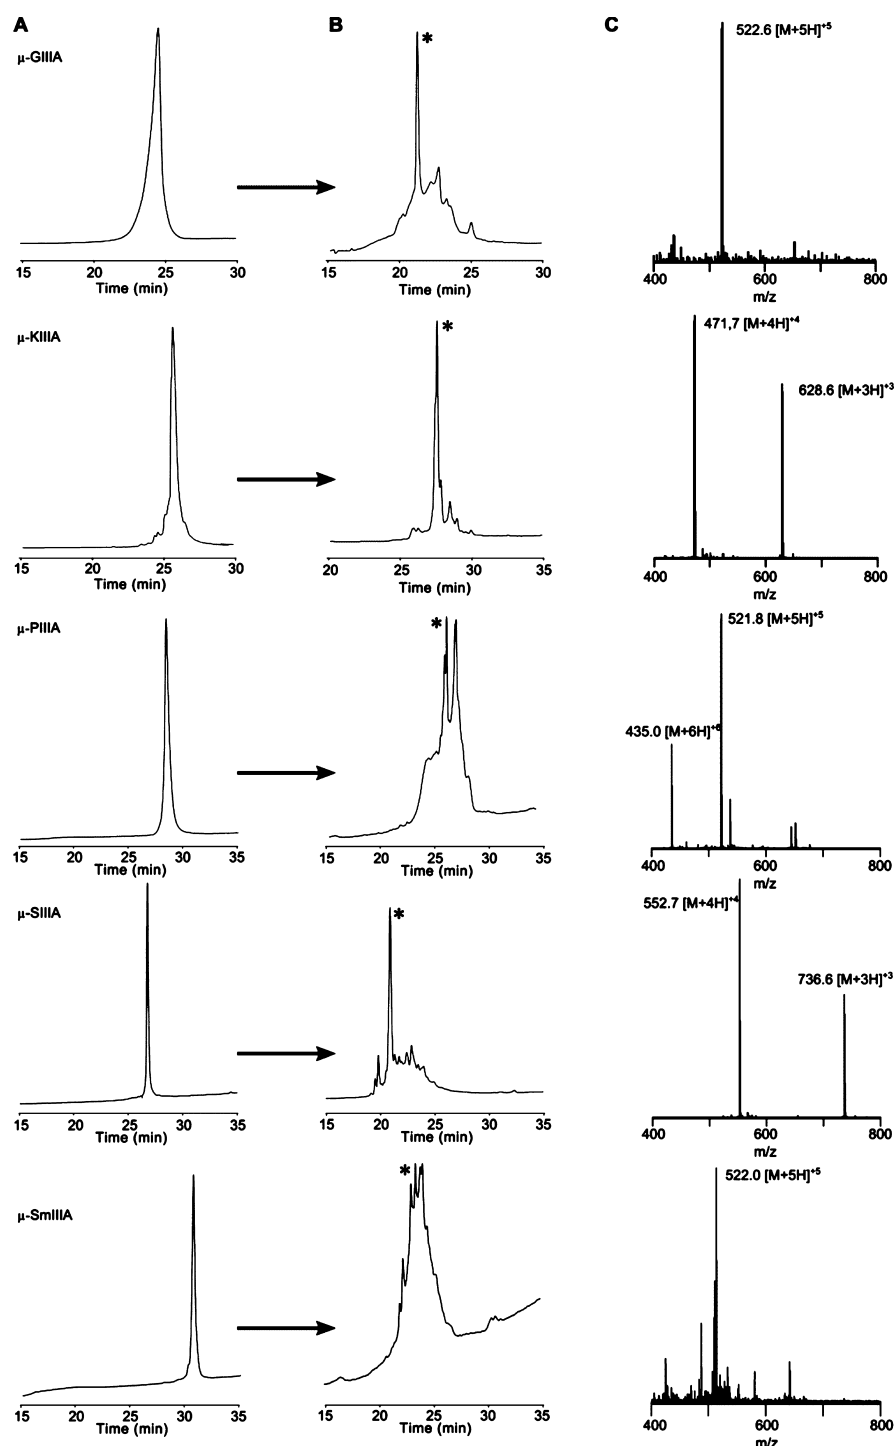 A B C
μ-GIIIA
*
522.6 [M+5H]+5
15 20 25 30
Time (min)
15 20 25 30
Time (min)
400 600 800
m/z
μ-KIIIA
*
471,7 [M+4H]+4
628.6 [M+3H]+3
15 20 25 30
Time (min)
20 25 30 35
Time (min)
400 600 800
m/z
μ-PIIIA
*
521.8 [M+5H]+5
435.0 [M+6H]+6
15 20 25 30 35
Time (min)
15 20 25 30 35
Time (min)
400 600 800
m/z
μ-SIIIA
*
552.7 [M+4H]+4
736.6 [M+3H]+3
15 20 25 30 35
Time (min)
15 20 25 30 35
Time (min)
400 600 800
m/z
μ-SmIIIA
*
522.0 [M+5H]+5
15 20 25 30 35
Time (min)
15 20 25 30 35
Time (min)
400 600 800
m/z